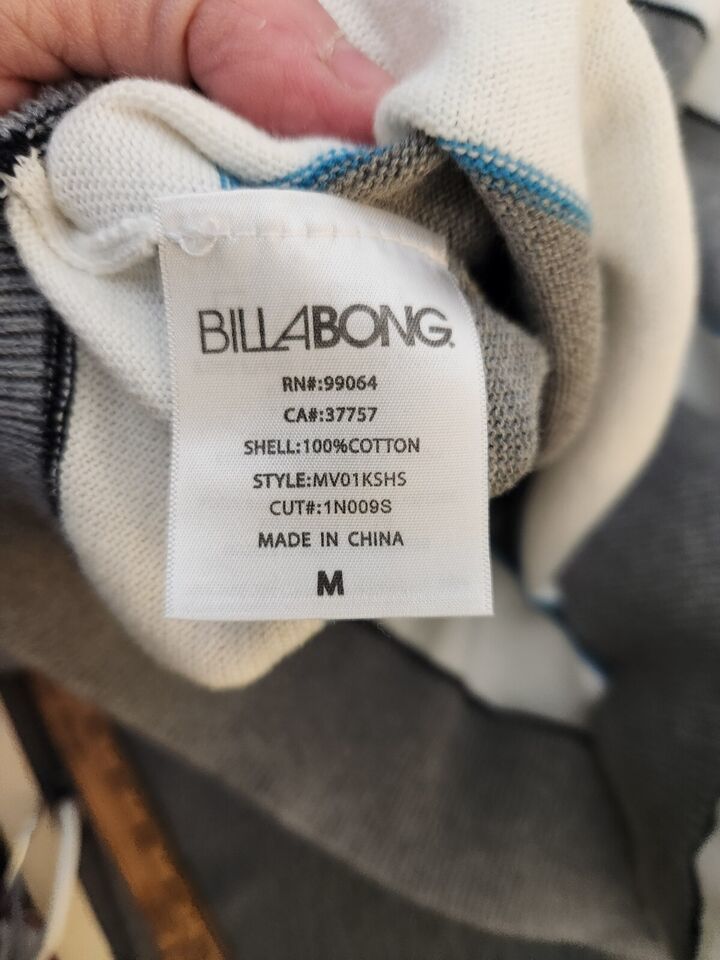 BILLABONG.
RN#:99064
CA#:37757
SHELL:100%COTTON
STYLE:MV01KSHS
CUT#:1N009S
MADE IN CHINA
M